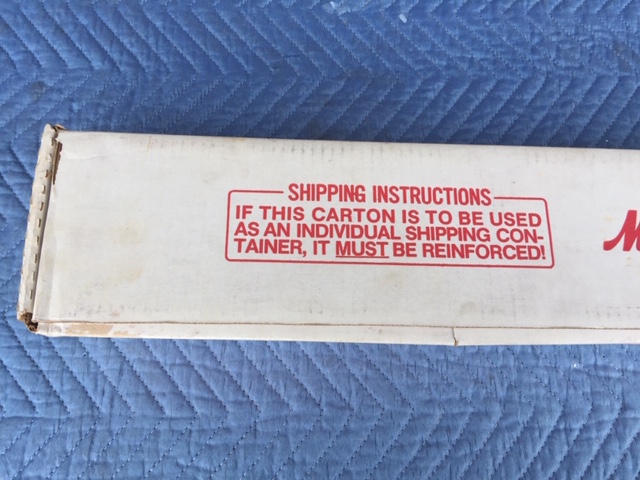 SHIPPING INSTRUCTIONS
IF THIS CARTON IS TO BE USED
AS AN INDIVIDUAL SHIPPING CON-
TAINER, IT MUST BE REINFORCED!
M